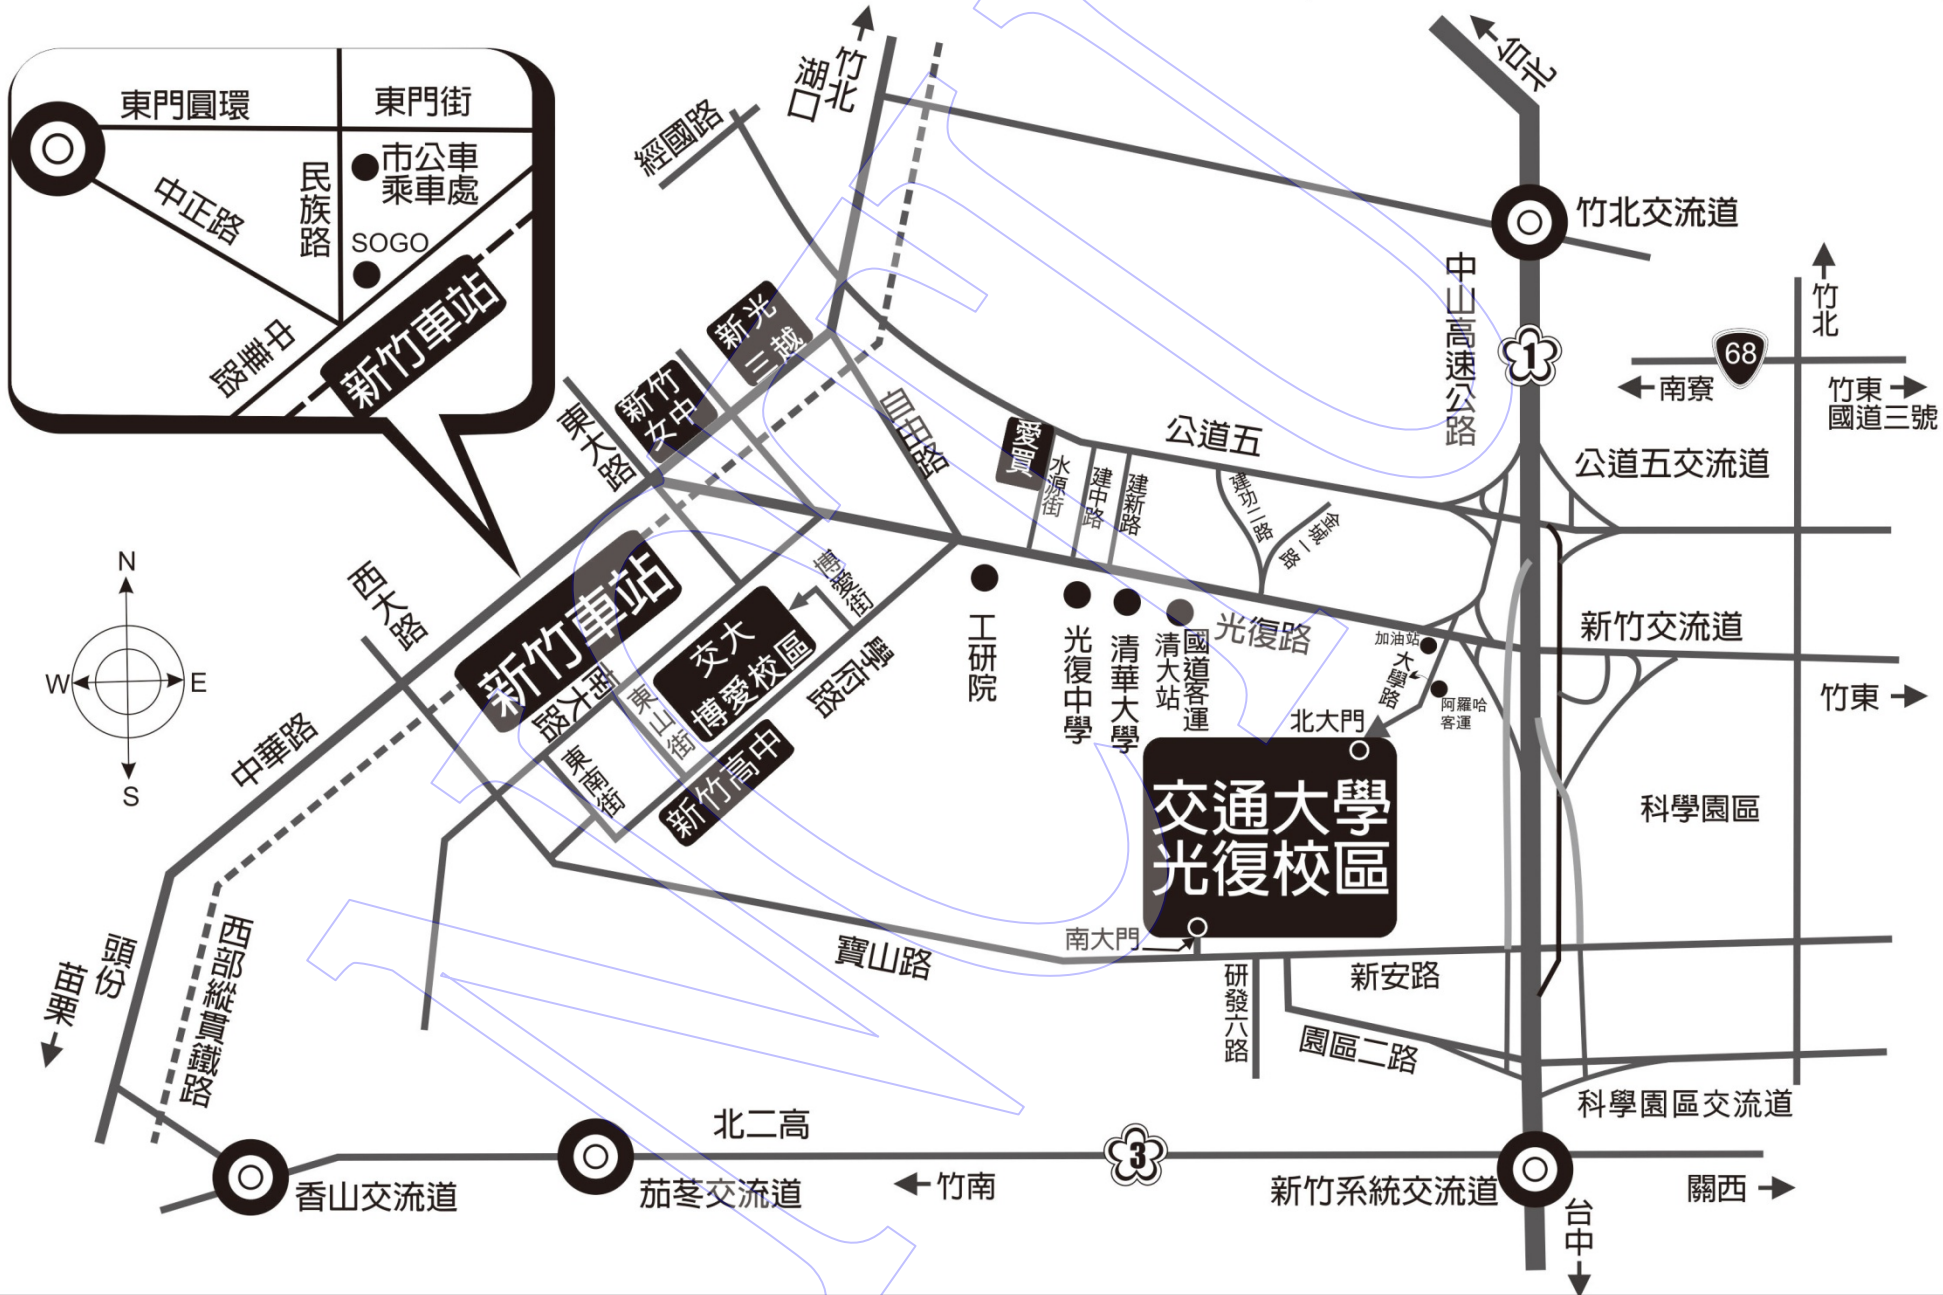 東門圓環
東門街
市公車
乘車處
中正路
民族路
SOGO
中華路
新竹車站
N
W
E
S
竹北
湖口
經國路
台北
竹北交流道
中山高速公路
1
竹北
68
南寮
竹東
國道三號
新光
三越
新竹
女中
東大路
自由路
愛買
水源街
建中路
建新路
公道五
建功二路
金城一路
公道五交流道
西大路
新竹車站
博愛街
交大
博愛校區
學府路
南大路
東山街
東南街
新竹高中
工研院
光復中學
清華大學
國道客運
清大站
光復路
加油站
大學路
阿羅哈
客運
北大門
新竹交流道
竹東
交通大學
光復校區
科學園區
中華路
南大門
寶山路
研發六路
新安路
園區二路
科學園區交流道
頭份
苗栗
西部縱貫鐵路
北二高
3
香山交流道
茄苳交流道
竹南
新竹系統交流道
關西
台中